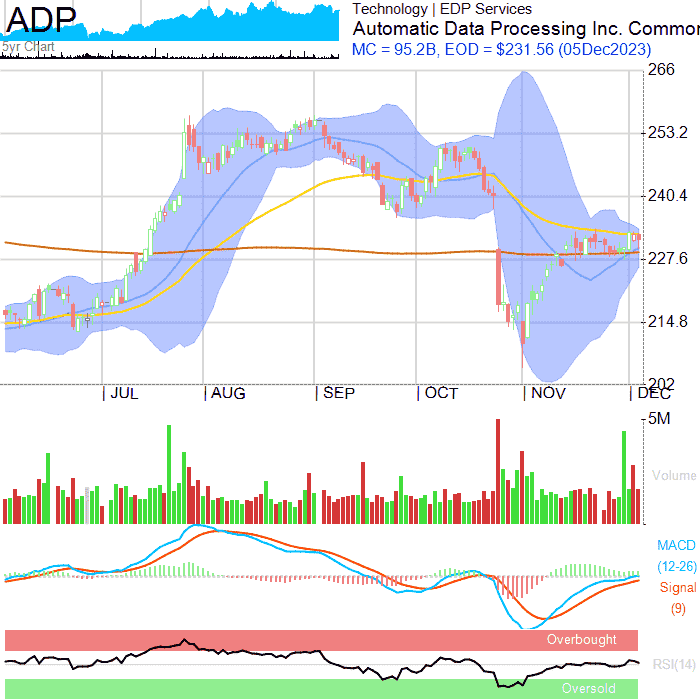 ADP
5yr Chart
Technology | EDP Services
Automatic Data Processing Inc. Common
MC = 95.2B, EOD = $231.56 (05Dec2023)
266
253.2
240.4
227.6
214.8
202
JUL AUG SEP OCT NOV DEC
5M
Volume
MACD
(12-26)
Signal
(9)
Overbought
RSI(14)
Oversold